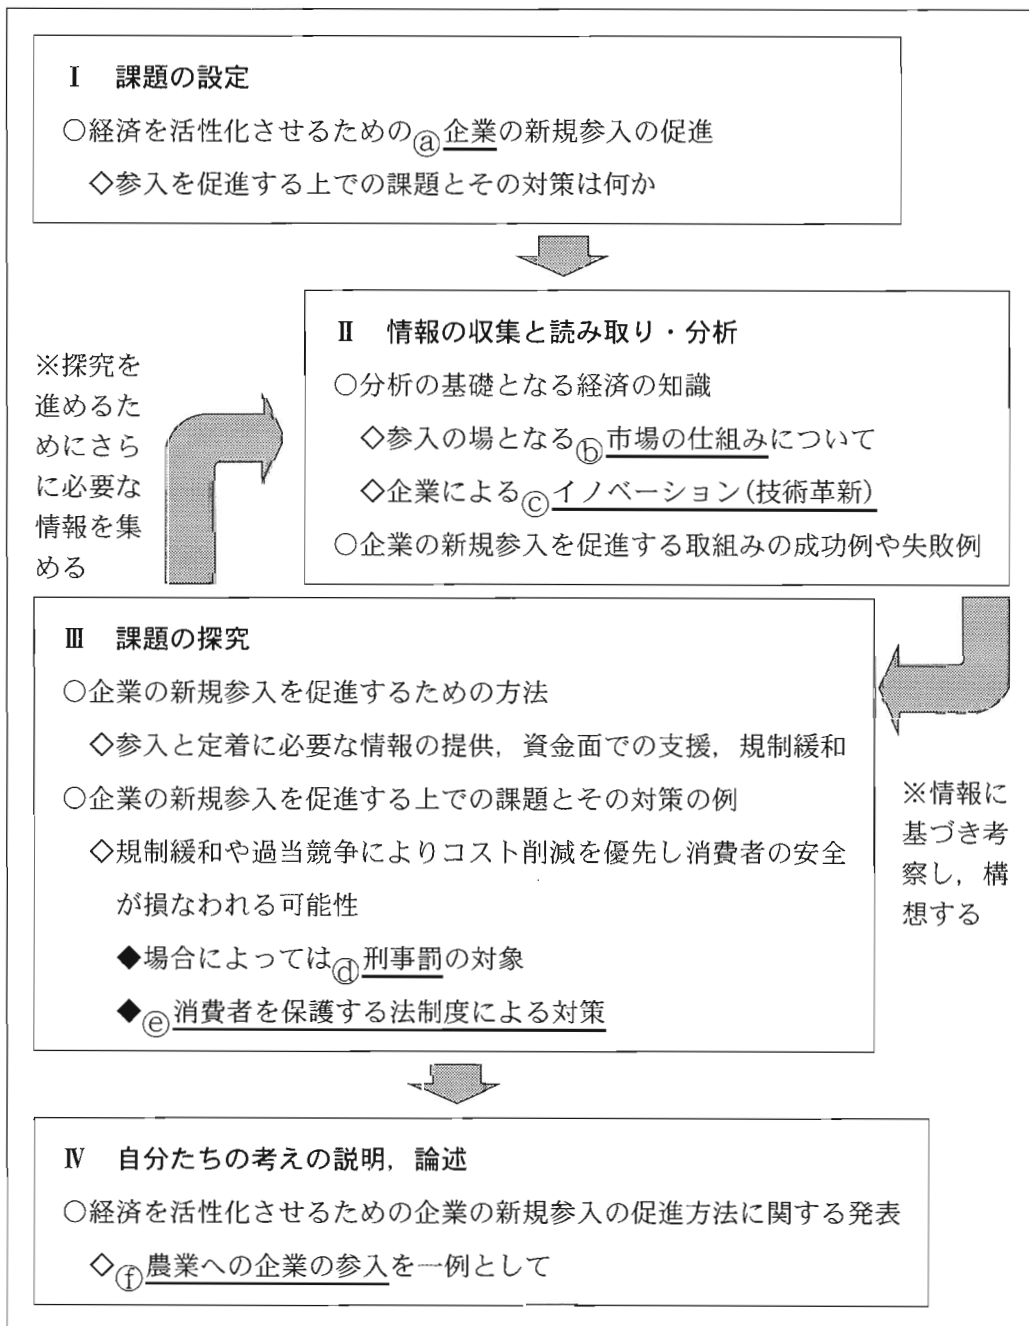 Ⅰ 課題の設定
○経済を活性化させるためのⓐ企業の新規参入の促進
◇参入を促進する上での課題とその対策は何か
Ⅱ 情報の収集と読み取り・分析
○分析の基礎となる経済の知識
◇参入の場となるⓑ市場の仕組みについて
◇企業によるⓒイノベーション(技術革新)
○企業の新規参入を促進する取組みの成功例や失敗例
※探究を
進めるた
めにさら
に必要な
情報を集
める
Ⅲ 課題の探究
○企業の新規参入を促進するための方法
◇参入と定着に必要な情報の提供,資金面での支援,規制緩和
○企業の新規参入を促進する上での課題とその対策の例
◇規制緩和や過当競争によりコスト削減を優先し消費者の安全
が損なわれる可能性
◆場合によってはⓓ刑事罰の対象
◆ⓔ消費者を保護する法制度による対策
※情報に
基づき考
察し,構
想する
Ⅳ 自分たちの考えの説明,論述
○経済を活性化させるための企業の新規参入の促進方法に関する発表
◇ⓕ農業への企業の参入を一例として